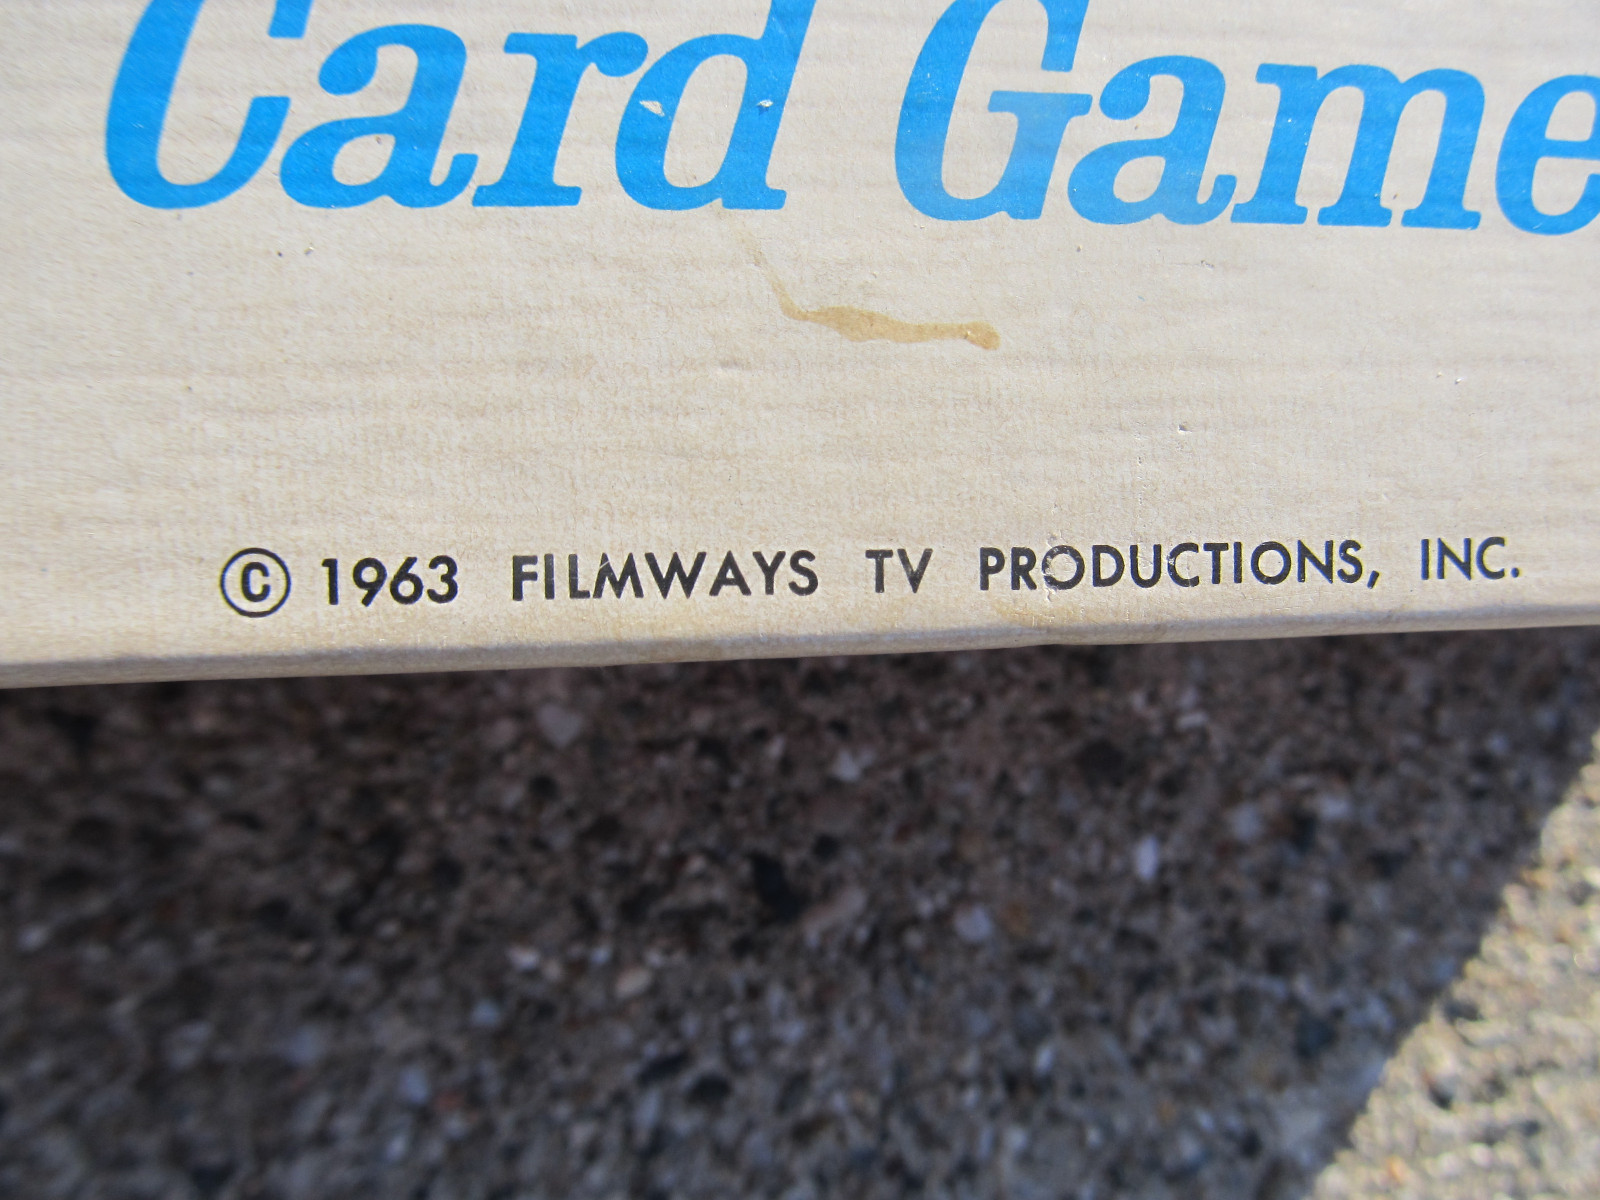 Card Game
© 1963 FILMWAYS TV PRODUCTIONS, INC.